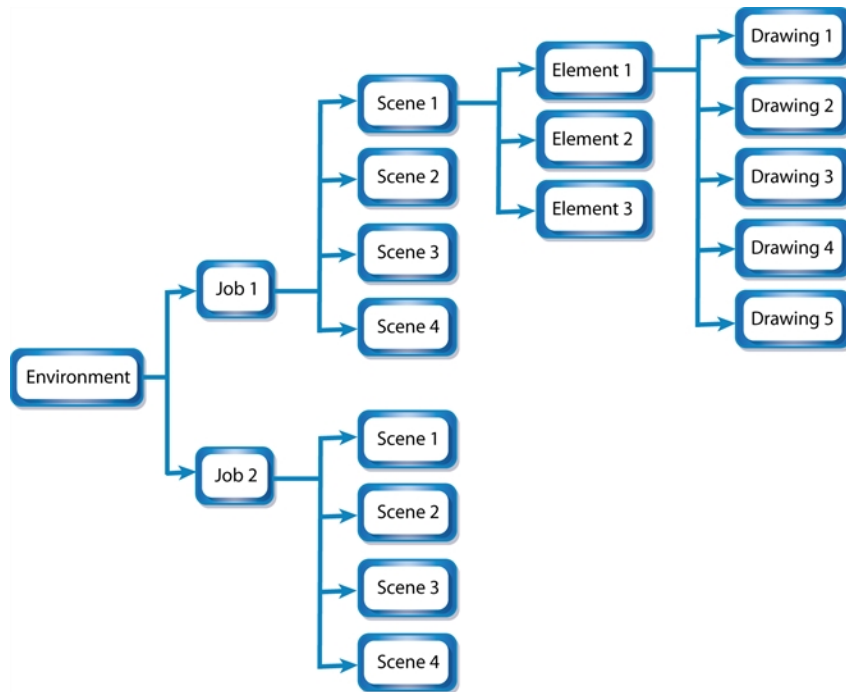 Environment
Job 1
Scene 1
Element 1
Drawing 1
Drawing 2
Drawing 3
Drawing 4
Drawing 5
Element 2
Element 3
Scene 2
Scene 3
Scene 4
Job 2
Scene 1
Scene 2
Scene 3
Scene 4